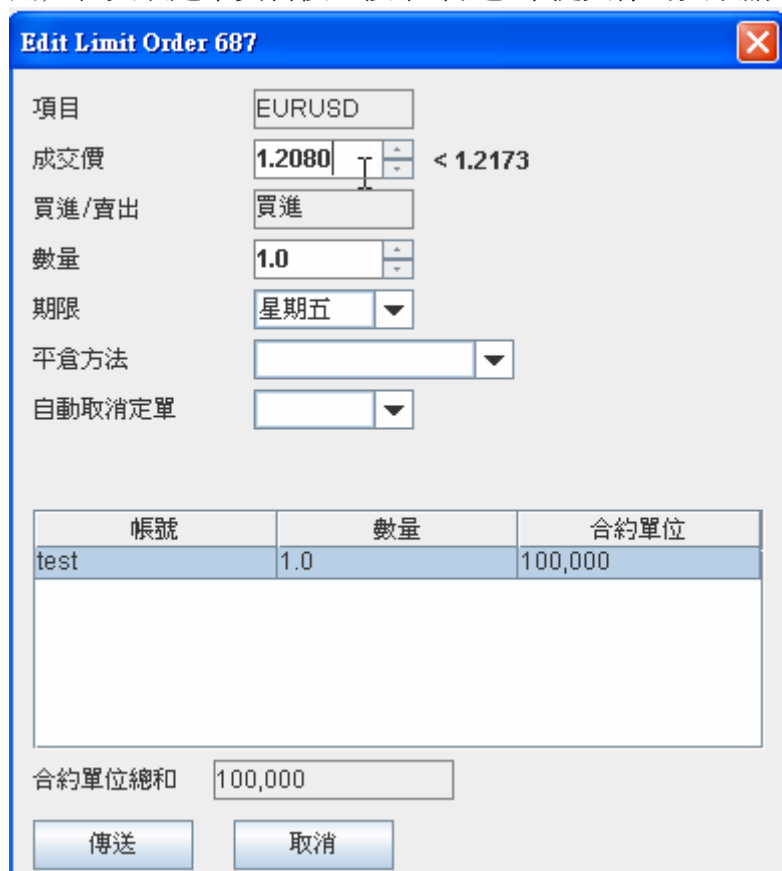 Edit Limit Order 687
項目 EURUSD
成交價 1.2080 < 1.2173
買進/賣出 買進
數量 1.0
期限 星期五
平倉方法
自動取消定單
帳號 數量 合約單位
test 1.0 100,000
合約單位總和 100,000
傳送 取消